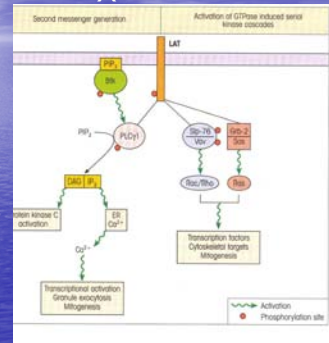 Second messenger generation
Activation of GTPase induced serial
kinase cascades
LAT
PIP₃
Btk
PIP₂
PLCγ1
Slp-76
Vav
Grb-2
Sos
DAG
IP₃
Rac/Rho
Ras
rotein kinase C
activation
ER
Ca²⁺
Ca²⁺
Transcription factors
Cytoskeletal targets
Mitogenesis
Transcriptional activation
Granule exocytosis
Mitogenesis
Activation
Phosphorylation site